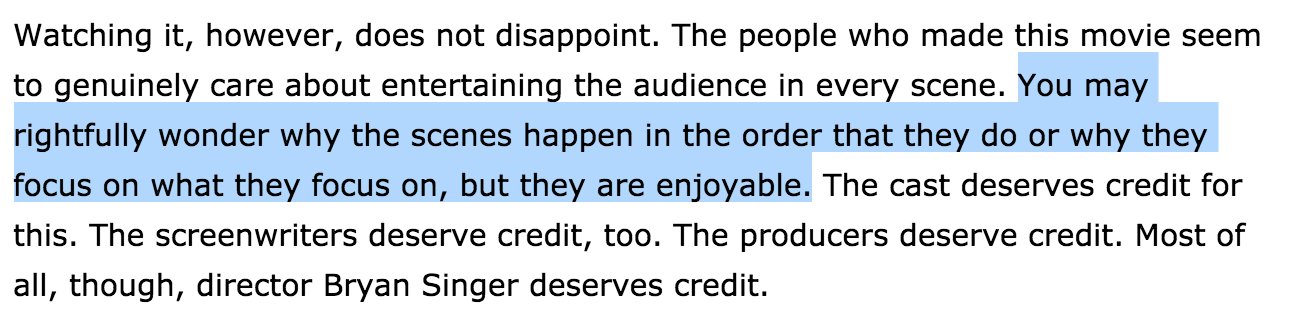 Watching it, however, does not disappoint. The people who made this movie seem
to genuinely care about entertaining the audience in every scene. You may
rightfully wonder why the scenes happen in the order that they do or why they
focus on what they focus on, but they are enjoyable. The cast deserves credit for
this. The screenwriters deserve credit, too. The producers deserve credit. Most of
all, though, director Bryan Singer deserves credit.